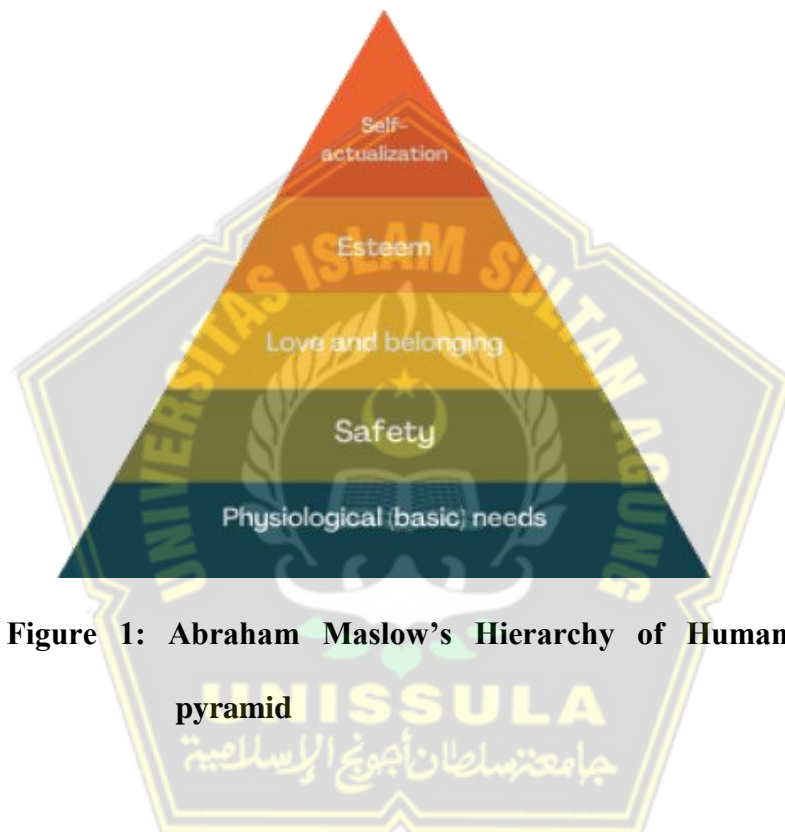 Self-
actualization
Esteem
Love and belonging
Safety
Physiological (basic) needs
Figure 1: Abraham Maslow’s Hierarchy of Human
pyramid
UNIVERSITAS ISLAM SULTAN AGUNG
UNISSULA
جامعة سلطان أجونج الإسلامية